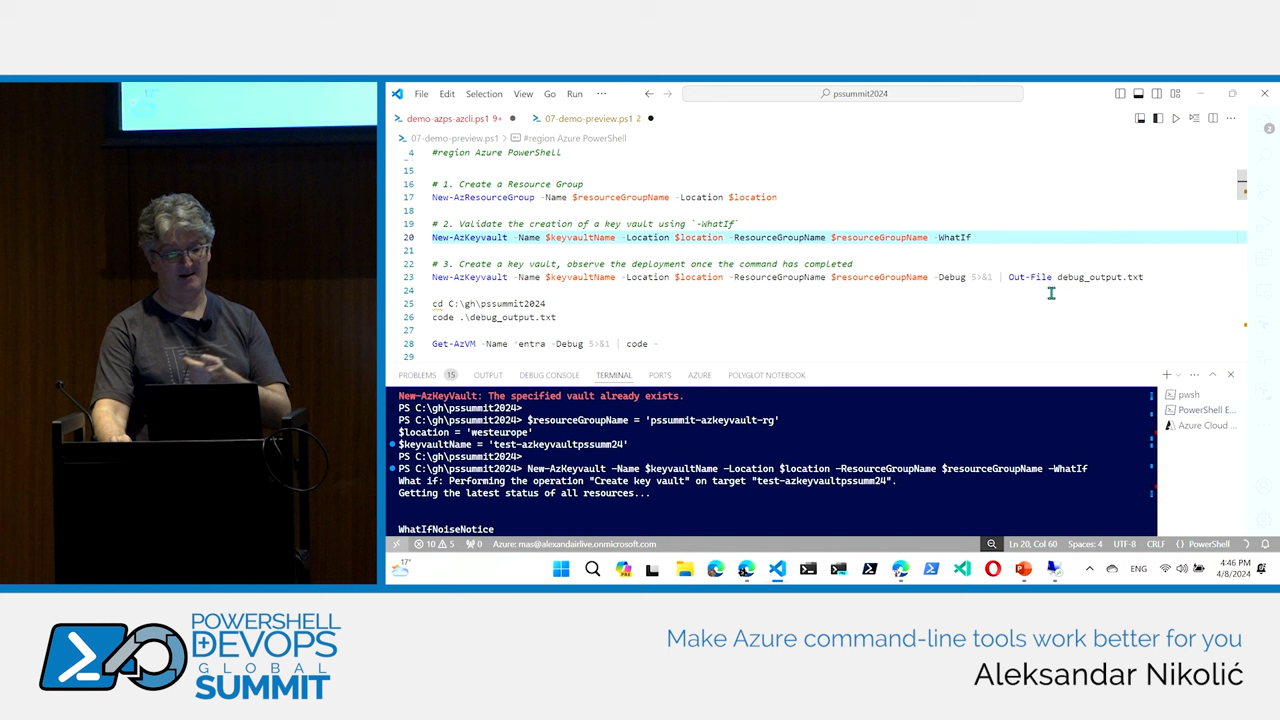 File Edit Selection View Go Run ··· pssummit2024
demo-azps-azcli.ps1 9+ 07-demo-preview.ps1 2
07-demo-preview.ps1 > #region Azure PowerShell
4 #region Azure PowerShell
15
16 # 1. Create a Resource Group
17 New-AzResourceGroup -Name $resourceGroupName -Location $location
18
19 # 2. Validate the creation of a key vault using `-WhatIf`
20 New-AzKeyvault -Name $keyvaultName -Location $location -ResourceGroupName $resourceGroupName -WhatIf
21
22 # 3. Create a key vault, observe the deployment once the command has completed
23 New-AzKeyvault -Name $keyvaultName -Location $location -ResourceGroupName $resourceGroupName -Debug 5>&1 | Out-File debug_output.txt
24
25 cd C:\gh\pssummit2024
26 code .\debug_output.txt
27
28 Get-AzVM -Name *entra -Debug 5>&1 | code -
29
PROBLEMS 15 OUTPUT DEBUG CONSOLE TERMINAL PORTS AZURE POLYGLOT NOTEBOOK
New-AzKeyVault: The specified vault already exists.
PS C:\gh\pssummit2024>
PS C:\gh\pssummit2024> $resourceGroupName = 'pssummit-azkeyvault-rg'
$location = 'westeurope'
$keyvaultName = 'test-azkeyvaultpssumm24'
PS C:\gh\pssummit2024>
PS C:\gh\pssummit2024> New-AzKeyvault -Name $keyvaultName -Location $location -ResourceGroupName $resourceGroupName -WhatIf
What if: Performing the operation "Create key vault" on target "test-azkeyvaultpssumm24".
Getting the latest status of all resources...
WhatIfNoiseNotice
pwsh
PowerShell E...
Azure Cloud ...
10 5 0 Azure: mas@alexandairlive.onmicrosoft.com Ln 20, Col 60 Spaces: 4 UTF-8 CRLF {} PowerShell
17° ENG 4:46 PM
4/8/2024
2
POWERSHELL
+DEVOPS
GLOBAL
SUMMIT
Make Azure command-line tools work better for you
Aleksandar Nikolić